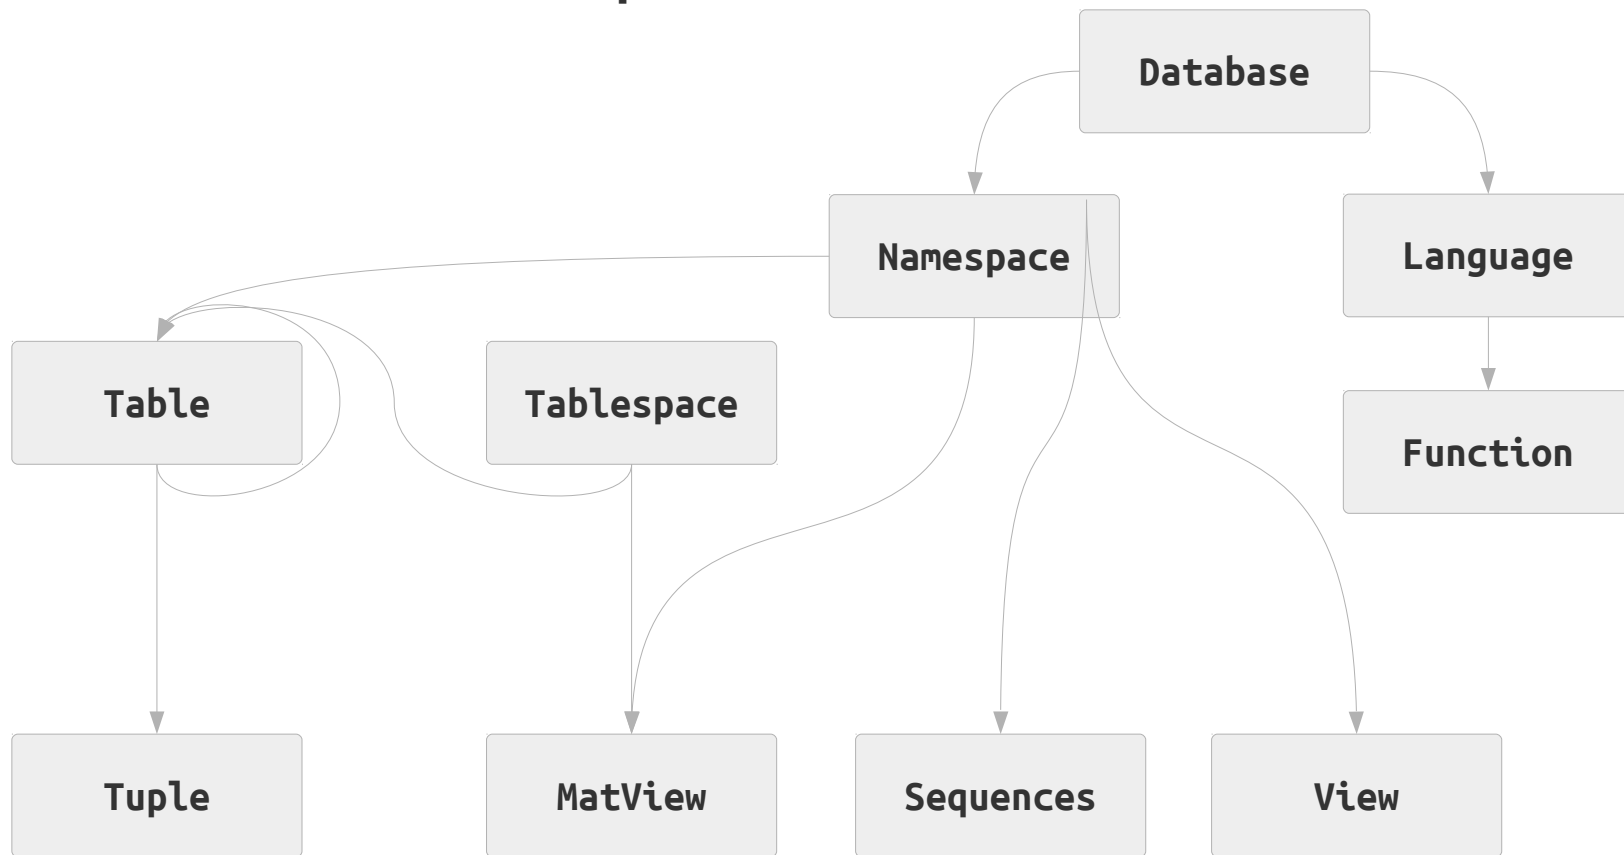 Database
Namespace
Language
Table
Tablespace
Function
Tuple
MatView
Sequences
View